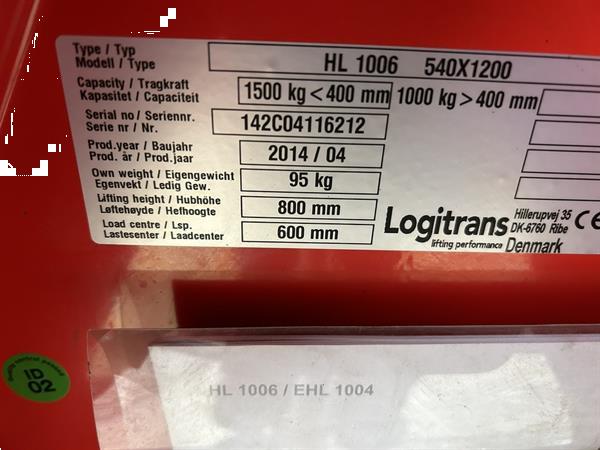 Type / Typ
Modell / Type
HL 1006 540X1200
Capacity / Tragkraft
Kapasitet / Capaciteit
1500 kg < 400 mm 1000 kg > 400 mm
Serial no / Seriennr.
Serie nr / Nr.
142C04116212
Prod.year / Baujahr
Prod. år / Prod.jaar
2014 / 04
Own weight / Eigengewicht
Egenvekt / Ledig Gew.
95 kg
Lifting height / Hubhöhe
Løftehøyde / Hefhoogte
800 mm
Load centre / Lsp.
Lastesenter / Laadcenter
600 mm
Logitrans
lifting performance
Hillerupvej 35
DK-6760 Ribe
Denmark
CE
ID
02
HL 1006 / EHL 1004